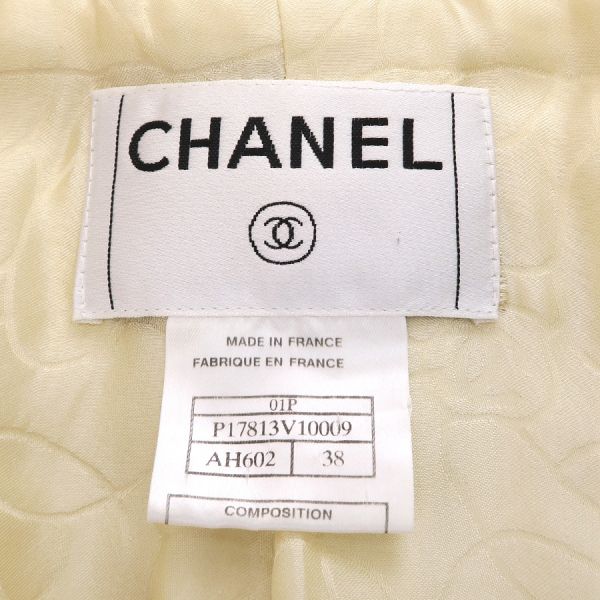 CHANEL
MADE IN FRANCE
FABRIQUE EN FRANCE
01P
P17813V10009
AH602 38
COMPOSITION